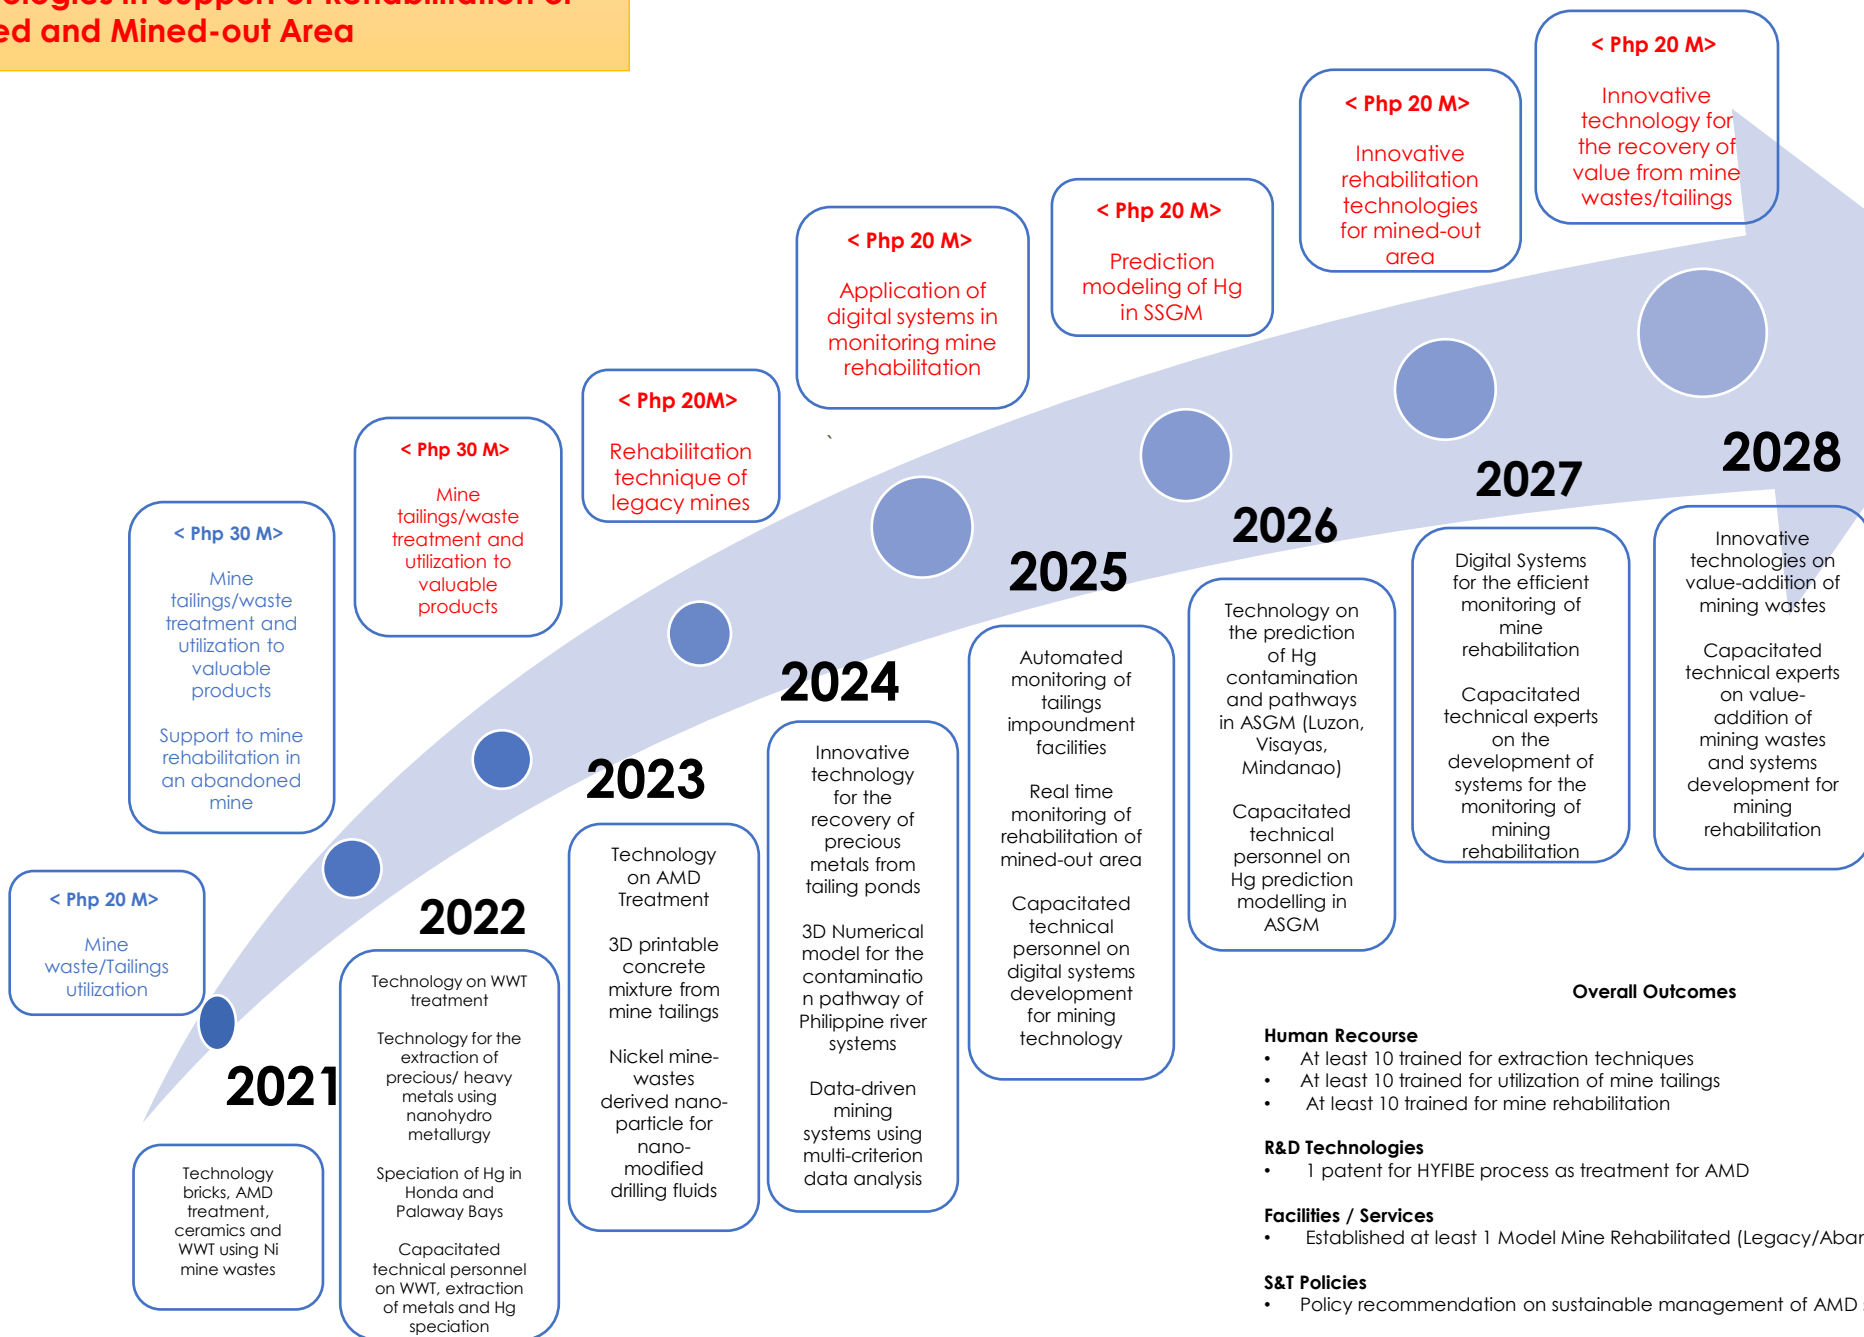 ed and Mined-out Area
< Php 20 M>
Mine
waste/Tailings
utilization
2021
Technology
bricks, AMD
treatment,
ceramics and
WWT using Ni
mine wastes
< Php 30 M>
Mine
tailings/waste
treatment and
utilization to
valuable
products
Support to mine
rehabilitation in
an abandoned
mine
2022
Technology on WWT
treatment
Technology for the
extraction of
precious/ heavy
metals using
nanohydro
metallurgy
Speciation of Hg in
Honda and
Palaway Bays
Capacitated
technical personnel
on WWT, extraction
of metals and Hg
speciation
< Php 30 M>
Mine
tailings/waste
treatment and
utilization to
valuable
products
2023
Technology
on AMD
Treatment
3D printable
concrete
mixture from
mine tailings
Nickel mine-
wastes
derived nano-
particle for
nano-
modified
drilling fluids
< Php 20M>
Rehabilitation
technique of
legacy mines
2024
Innovative
technology
for the
recovery of
precious
metals from
tailing ponds
3D Numerical
model for the
contaminatio
n pathway of
Philippine river
systems
Data-driven
mining
systems using
multi-criterion
data analysis
< Php 20 M>
Application of
digital systems in
monitoring mine
rehabilitation
`
2025
Automated
monitoring of
tailings
impoundment
facilities
Real time
monitoring of
rehabilitation of
mined-out area
Capacitated
technical
personnel on
digital systems
development
for mining
technology
< Php 20 M>
Prediction
modeling of Hg
in SSGM
2026
Technology on
the prediction
of Hg
contamination
and pathways
in ASGM (Luzon,
Visayas,
Mindanao)
Capacitated
technical
personnel on
Hg prediction
modelling in
ASGM
< Php 20 M>
Innovative
rehabilitation
technologies
for mined-out
area
2027
Digital Systems
for the efficient
monitoring of
mine
rehabilitation
Capacitated
technical experts
on the
development of
systems for the
monitoring of
mining
rehabilitation
< Php 20 M>
Innovative
technology for
the recovery of
value from mine
wastes/tailings
2028
Innovative
technologies on
value-addition of
mining wastes
Capacitated
technical experts
on value-
addition of
mining wastes
and systems
development for
mining
rehabilitation
Overall Outcomes
Human Recourse
• At least 10 trained for extraction techniques
• At least 10 trained for utilization of mine tailings
• At least 10 trained for mine rehabilitation
R&D Technologies
• 1 patent for HYFIBE process as treatment for AMD
Facilities / Services
• Established at least 1 Model Mine Rehabilitated (Legacy/Aban
S&T Policies
• Policy recommendation on sustainable management of AMD